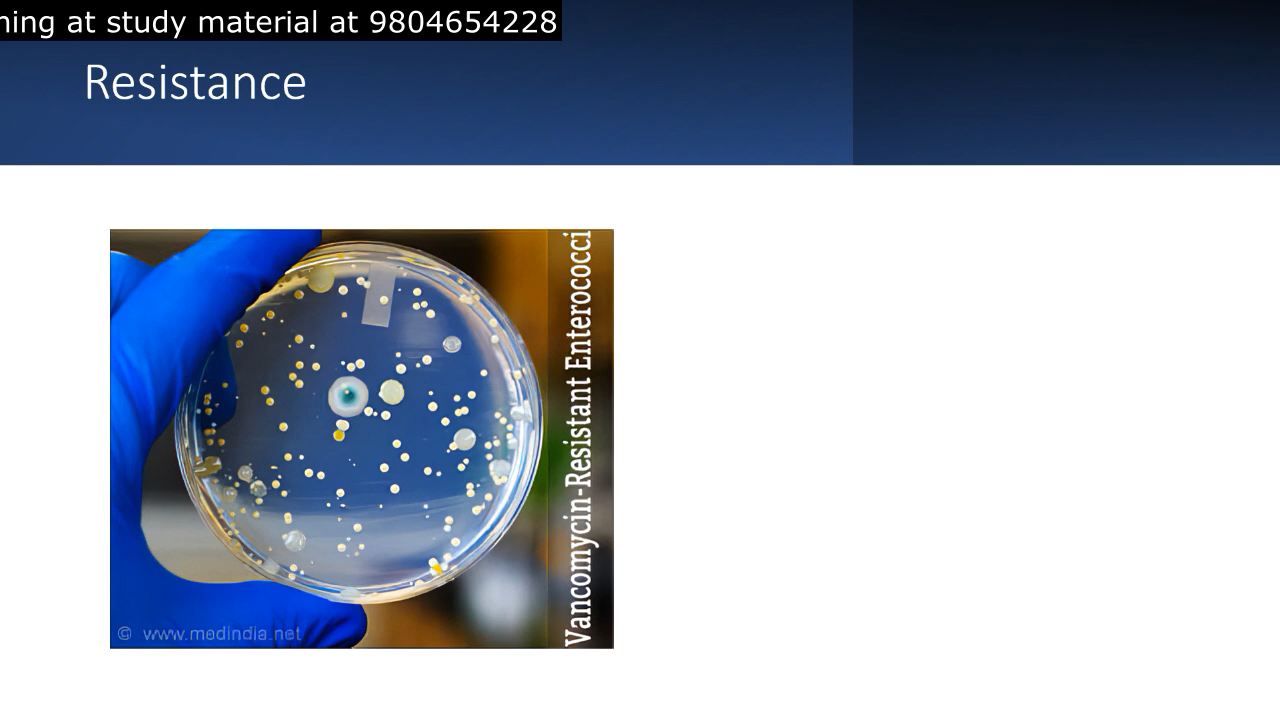 ning at study material at 9804654228
Resistance
Vancomycin-Resistant Enterococci
© www.medindia.net